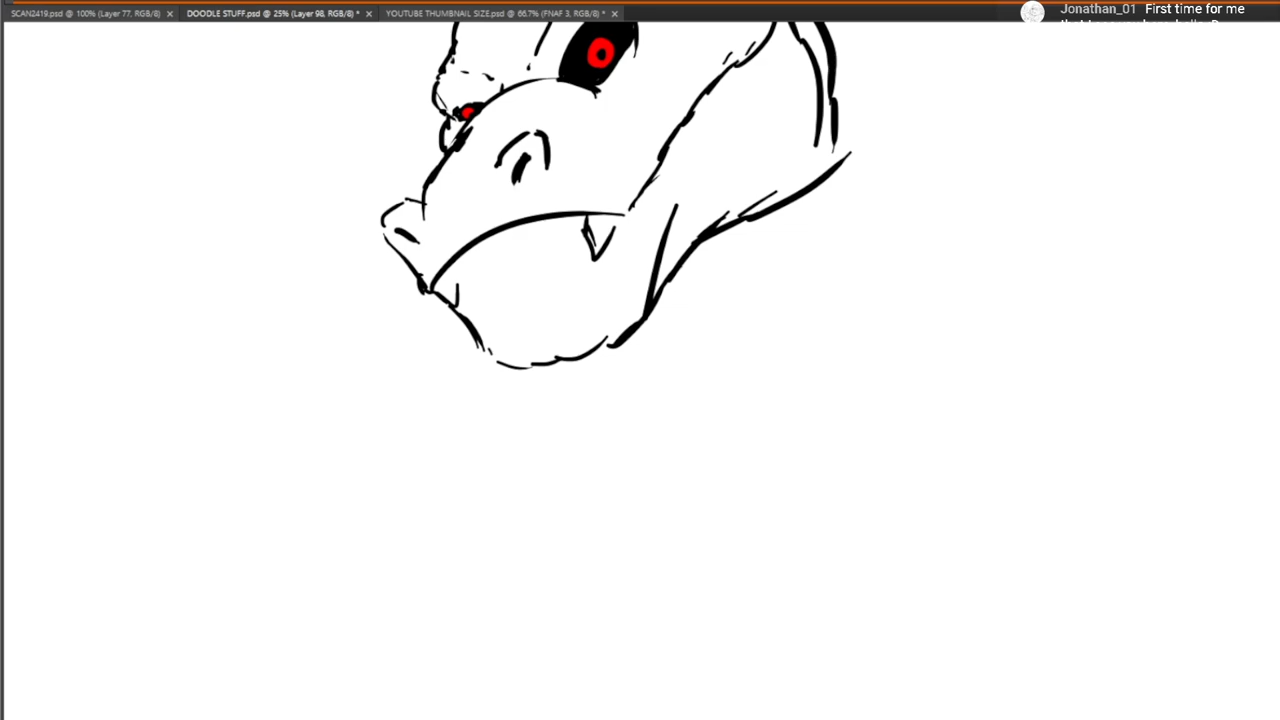 SCAN2419.psd @ 100% (Layer 77, RGB/8) × DOODLE STUFF.psd @ 25% (Layer 98, RGB/8) * × YOUTUBE THUMBNAIL SIZE.psd @ 66.7% (FNAF 3, RGB/8) * ×
Jonathan_01 First time for me